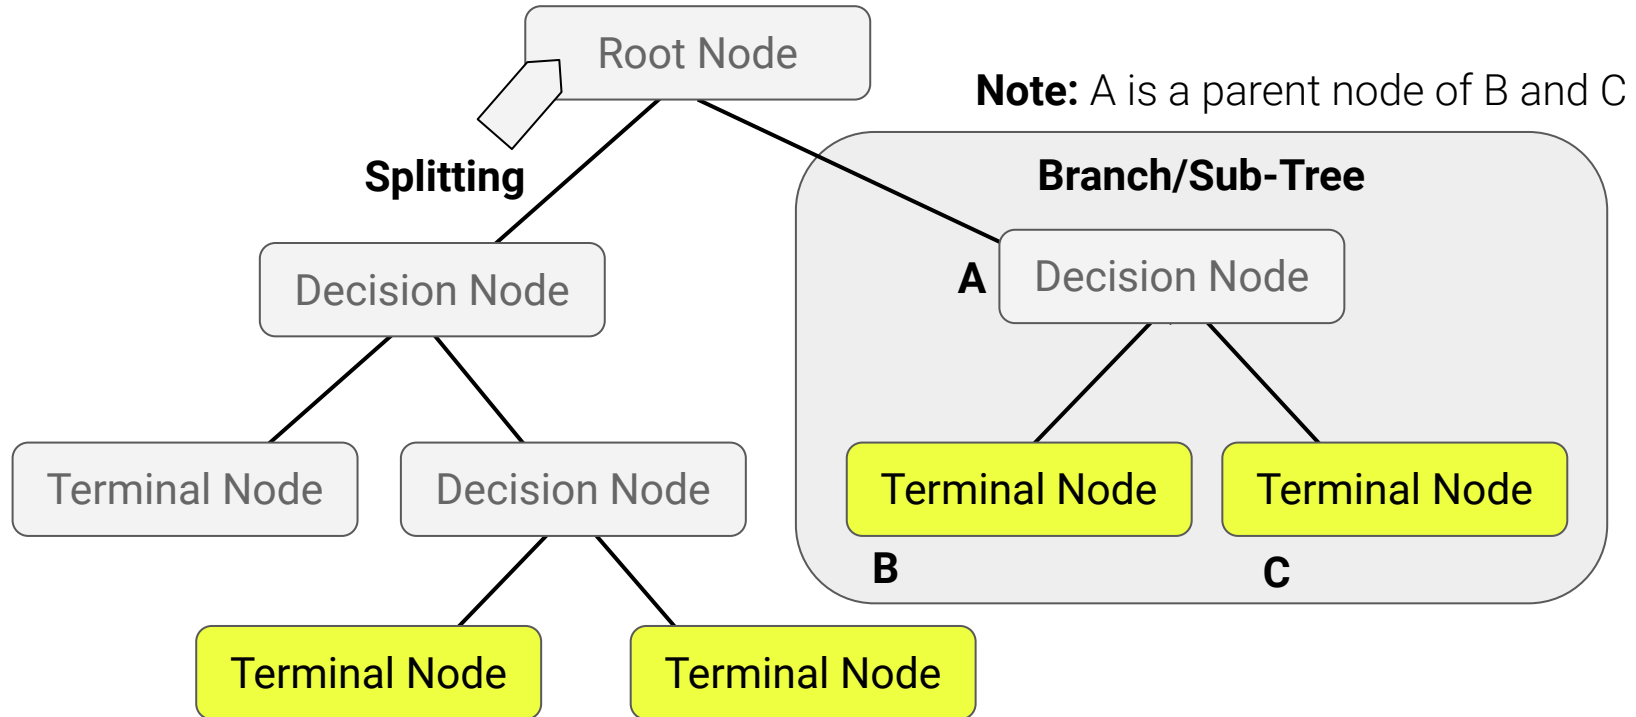 Root Node
Note: A is a parent node of B and C
Splitting
Branch/Sub-Tree
Decision Node
A
Decision Node
Terminal Node
Decision Node
Terminal Node
Terminal Node
B
C
Terminal Node
Terminal Node